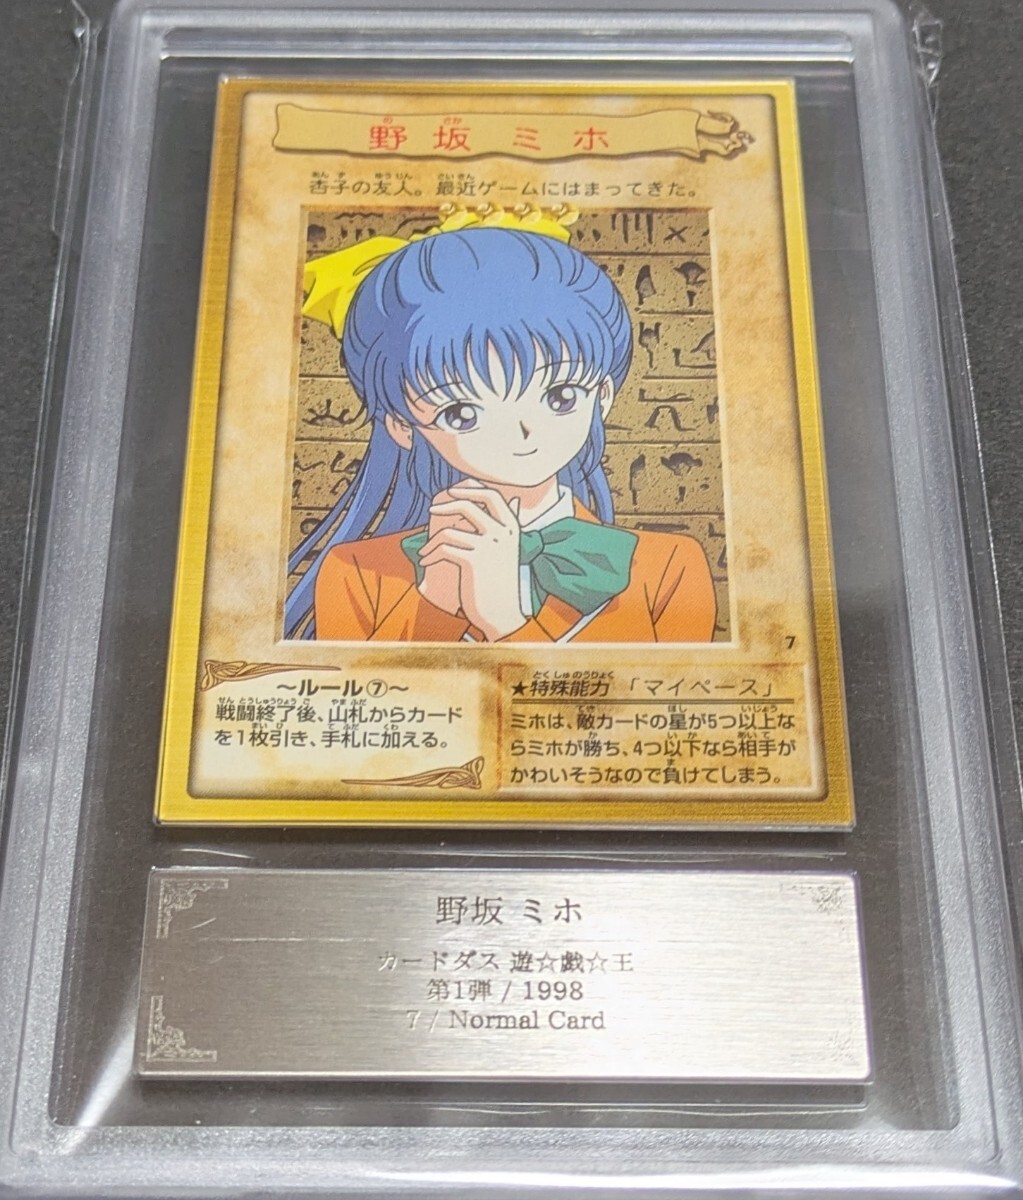 野坂 ミホ
杏子の友人。最近ゲームにはまってきた。
7
～ルール⑦～
戦闘終了後、山札からカード
を1枚引き、手札に加える。
★特殊能力 「マイペース」
ミホは、敵カードの星が5つ以上な
らミホが勝ち、4つ以下なら相手が
かわいそうなので負けてしまう。
野坂 ミホ
カードダス 遊☆戯☆王
第1弾 / 1998
7 / Normal Card